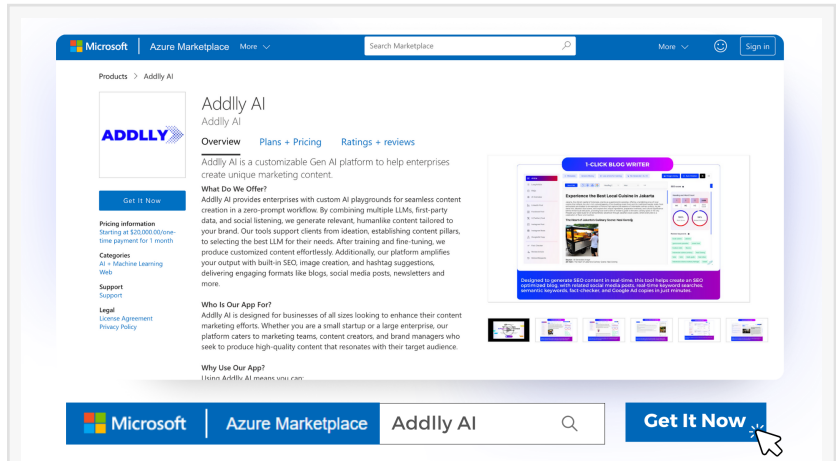 Microsoft Azure Marketplace More Search Marketplace More Sign in
Products > Addlly AI
ADDLLY
Addlly AI
Addlly AI
Overview Plans + Pricing Ratings + reviews
Get It Now
Pricing information
Starting at $20,000.00/one-
time payment for 1 month
Categories
AI + Machine Learning
Web
Support
Support
Legal
License Agreement
Privacy Policy
Addlly AI is a customizable Gen AI platform to help enterprises
create unique marketing content.
What Do We Offer?
Addlly AI provides enterprises with custom AI playgrounds for seamless content
creation in a zero-prompt workflow. By combining multiple LLMs, first-party
data, and social listening, we generate relevant, humanlike content tailored to
your brand. Our tools support clients from ideation, establishing content pillars,
to selecting the best LLM for their needs. After training and fine-tuning, we
produce customized content effortlessly. Additionally, our platform amplifies
your output with built-in SEO, image creation, and hashtag suggestions,
delivering engaging formats like blogs, social media posts, newsletters and
more.
Who Is Our App For?
Addlly AI is designed for businesses of all sizes looking to enhance their content
marketing efforts. Whether you are a small startup or a large enterprise, our
platform caters to marketing teams, content creators, and brand managers who
seek to produce high-quality content that resonates with their target audience.
Why Use Our App?
Using Addlly AI means you can:
1-CLICK BLOG WRITER
Experience the Best Local Cuisine in Jakarta
Designed to generate SEO content in real-time, this tool helps create an SEO
optimized blog, with related social media posts, real-time keyword searches,
semantic keywords, fact-checker, and Google Ad copies in just minutes.
Microsoft Azure Marketplace Addlly AI Get It Now